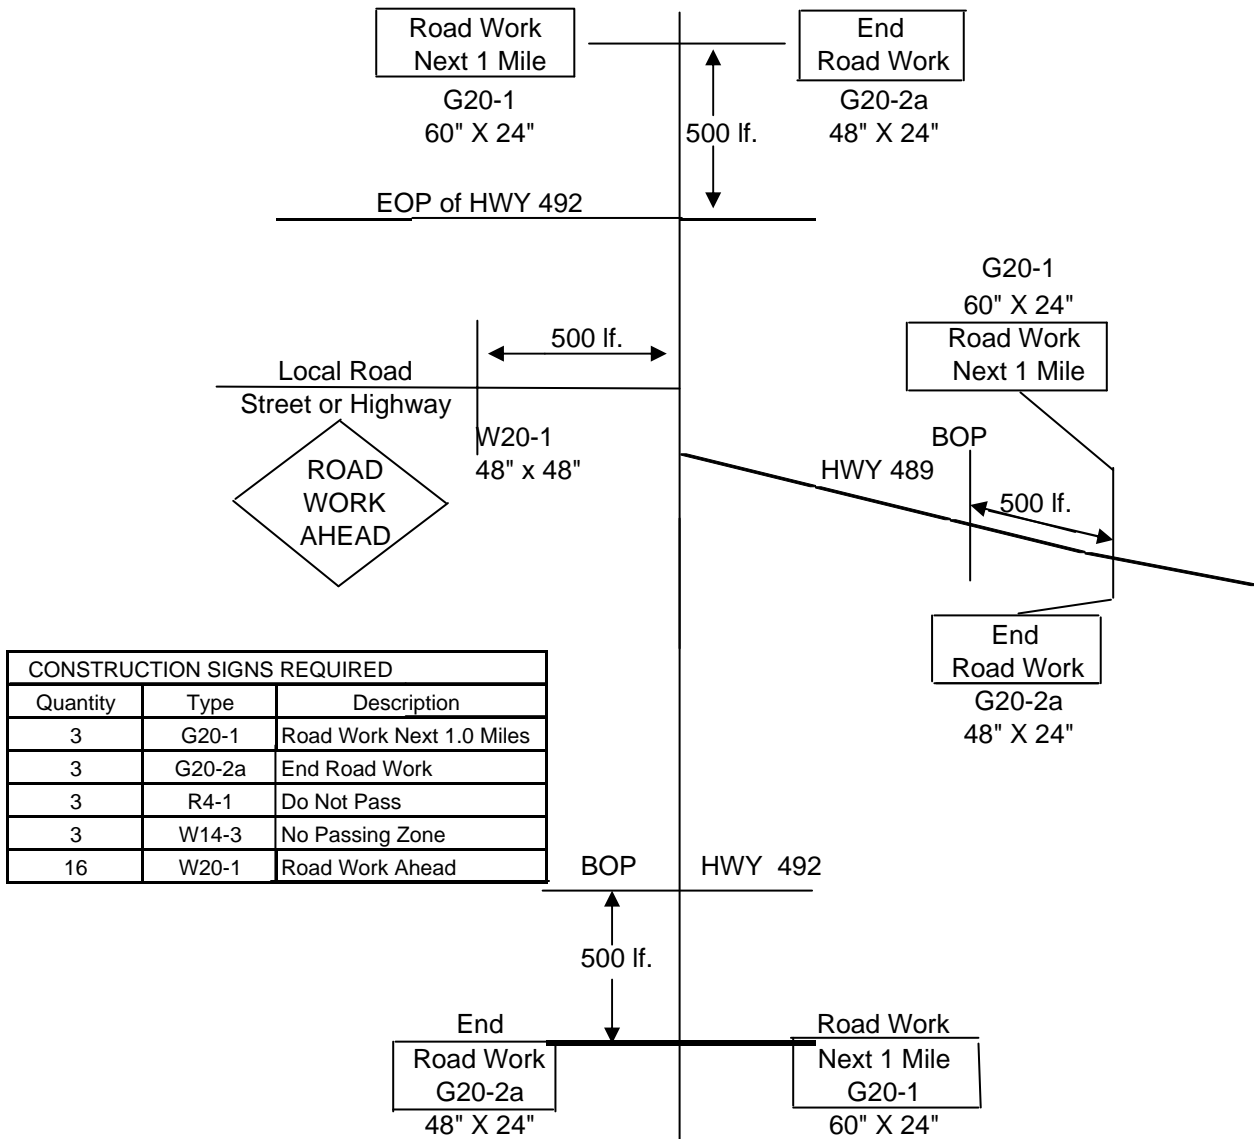 Road Work
Next 1 Mile
G20-1
60" X 24"
End
Road Work
G20-2a
48" X 24"
500 lf.
EOP of HWY 492
G20-1
60" X 24"
Road Work
Next 1 Mile
500 lf.
Local Road
Street or Highway
W20-1
48" x 48"
ROAD
WORK
AHEAD
BOP
HWY 489
500 lf.
End
Road Work
G20-2a
48" X 24"
CONSTRUCTION SIGNS REQUIRED
Quantity Type Description
3 G20-1 Road Work Next 1.0 Miles
3 G20-2a End Road Work
3 R4-1 Do Not Pass
3 W14-3 No Passing Zone
16 W20-1 Road Work Ahead
BOP HWY 492
500 lf.
End
Road Work
G20-2a
48" X 24"
Road Work
Next 1 Mile
G20-1
60" X 24"